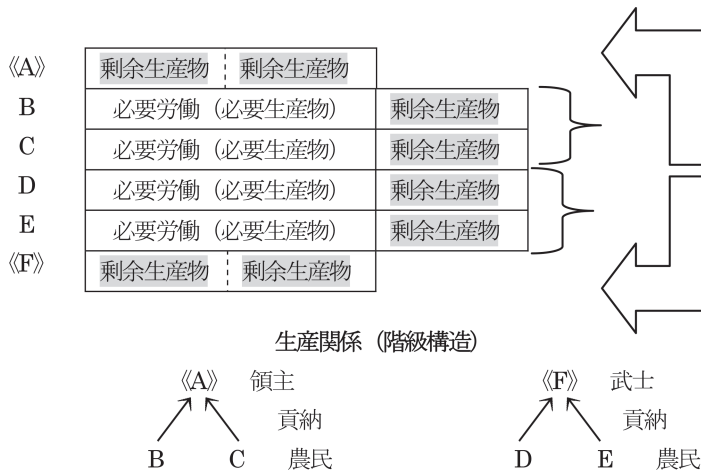 《A》 剰余生産物 剰余生産物
B 必要労働（必要生産物） 剰余生産物
C 必要労働（必要生産物） 剰余生産物
D 必要労働（必要生産物） 剰余生産物
E 必要労働（必要生産物） 剰余生産物
《F》 剰余生産物 剰余生産物
生産関係（階級構造）
《A》 領主 《F》 武士
貢納 貢納
B C 農民 D E 農民